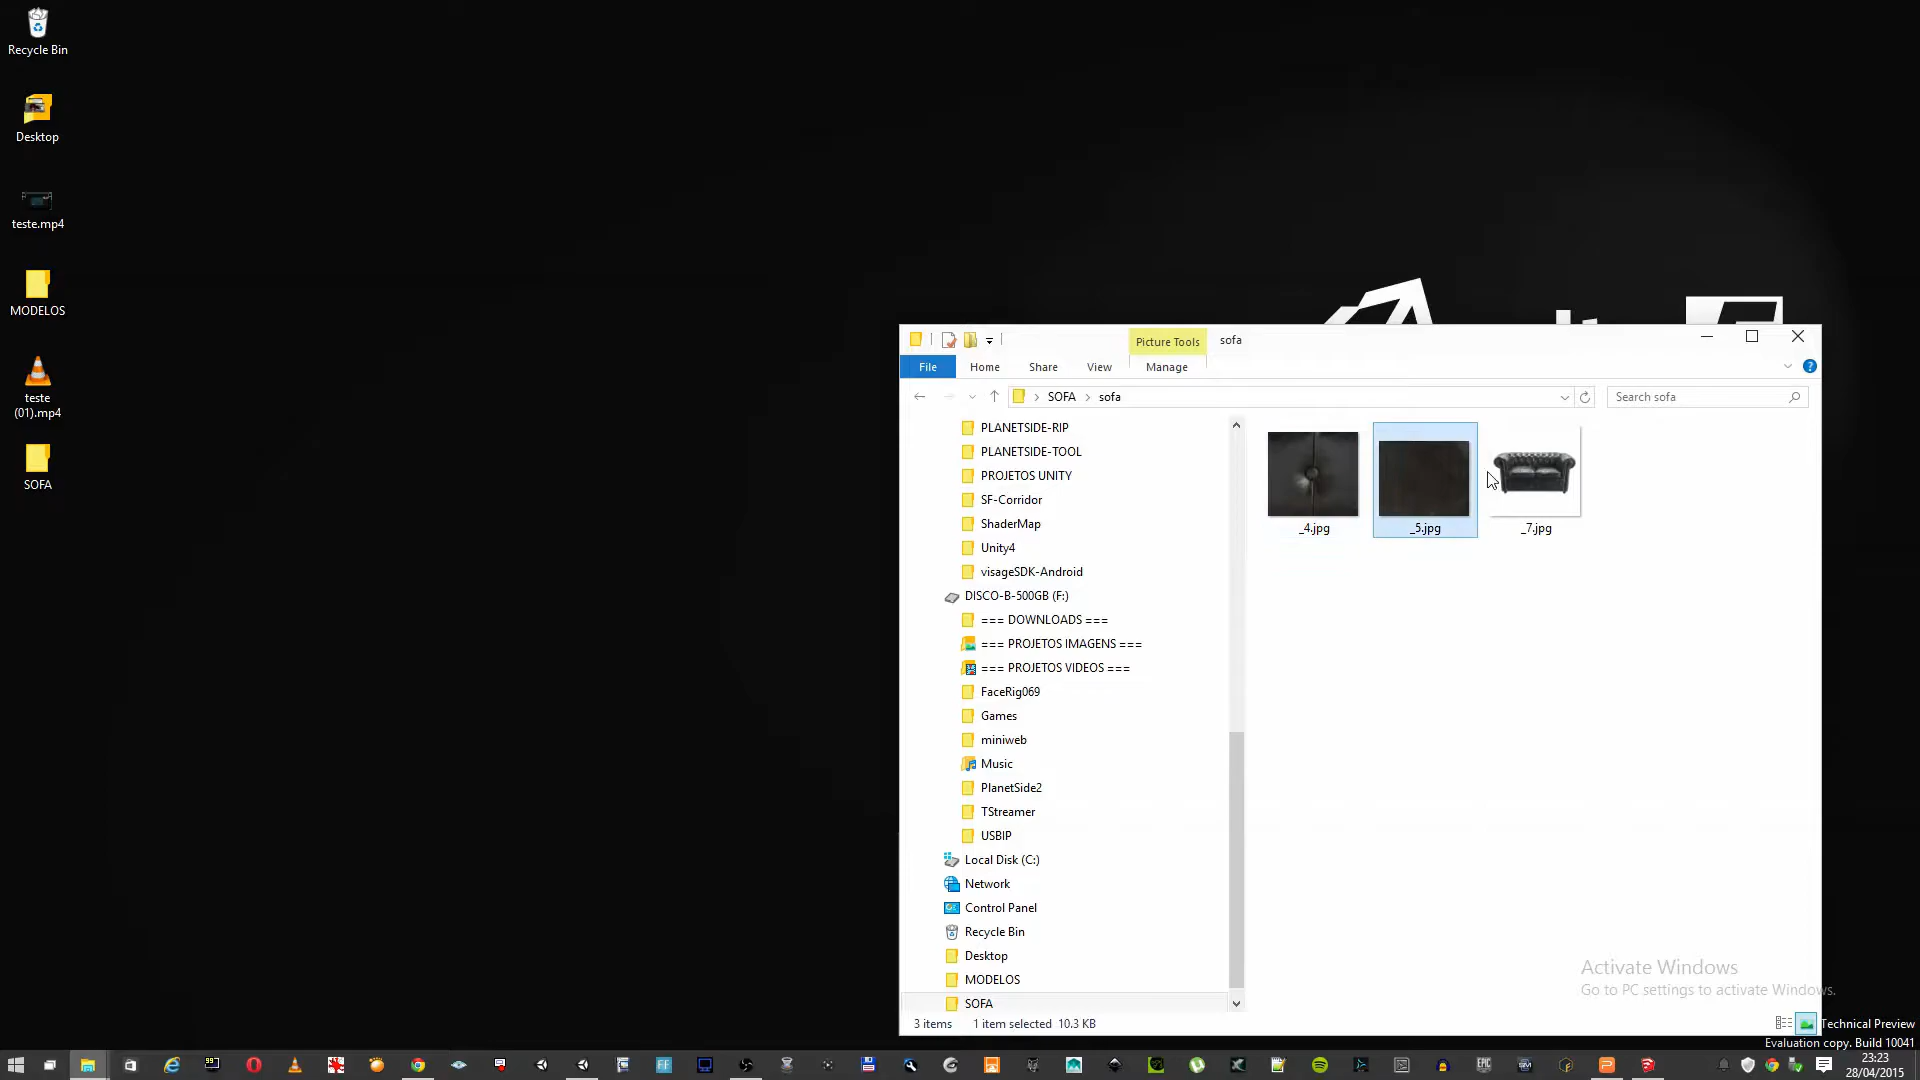 Recycle Bin
Desktop
teste.mp4
MODELOS
teste
(01).mp4
SOFA
Picture Tools
sofa
File
Home
Share
View
Manage
SOFA
sofa
Search sofa
PLANETSIDE-RIP
PLANETSIDE-TOOL
PROJETOS UNITY
SF-Corridor
ShaderMap
Unity4
visageSDK-Android
DISCO-B-500GB (F:)
=== DOWNLOADS ===
=== PROJETOS IMAGENS ===
=== PROJETOS VIDEOS ===
FaceRig069
Games
miniweb
Music
PlanetSide2
TStreamer
USBIP
Local Disk (C:)
Network
Control Panel
Recycle Bin
Desktop
MODELOS
SOFA
_4.jpg
_5.jpg
_7.jpg
Activate Windows
Go to PC settings to activate Windows.
3 items
1 item selected 10.3 KB
Technical Preview
Evaluation copy. Build 10041
23:23
28/04/2015